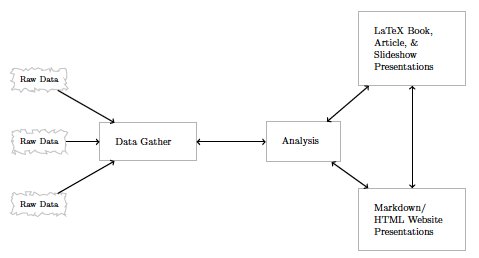 LaTeX Book,
Article, &
Slideshow
Presentations
Raw Data
Raw Data
Data Gather
Analysis
Raw Data
Markdown/
HTML Website
Presentations